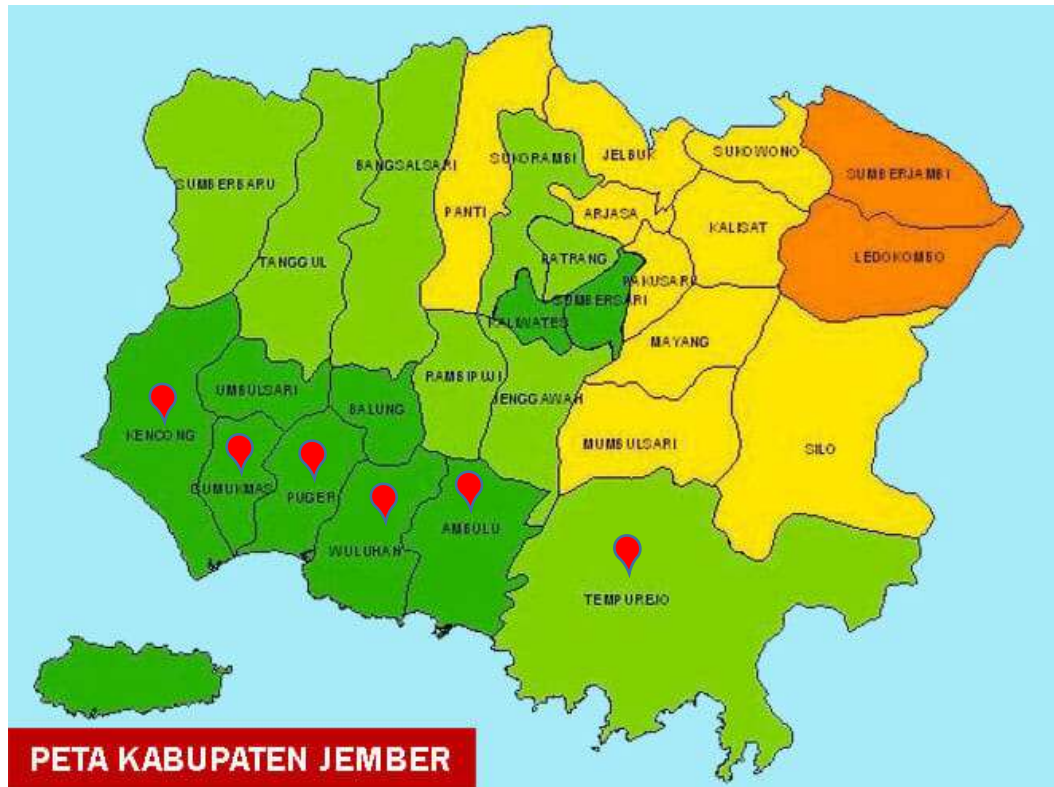 SUKORAMBI
JELBUK
SUKOWONO
SUMBERJAMBI
BANGSALSARI
SUMBERBARU
PANTI
ARJASA
KALISAT
TANGGUL
PATRANG
LEDOKOMBO
PAKUSARI
SUMBERSARI
KALIWATES
MAYANG
RAMBIPUJI
UMBULSARI
JENGGAWAH
BALUNG
KENCONG
MUMBULSARI
SILO
GUMUKMAS
PUGER
AMBULU
WULUHAN
TEMPUREJO
PETA KABUPATEN JEMBER